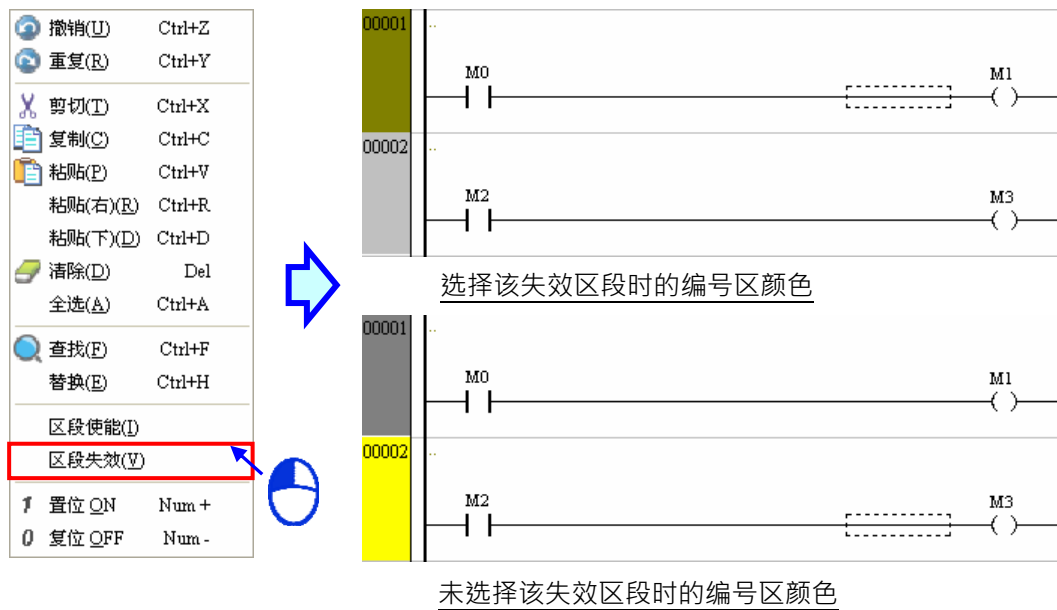 撤销(U) Ctrl+Z
重复(R) Ctrl+Y
剪切(T) Ctrl+X
复制(C) Ctrl+C
粘贴(P) Ctrl+V
粘贴(右)(R) Ctrl+R
粘贴(下)(D) Ctrl+D
清除(D) Del
全选(A) Ctrl+A
查找(F) Ctrl+F
替换(E) Ctrl+H
区段使能(I)
区段失效(V)
1 置位 ON Num +
0 复位 OFF Num -
00001
M0 M1
00002
M2 M3
选择该失效区段时的编号区颜色
00001
M0 M1
00002
M2 M3
未选择该失效区段时的编号区颜色